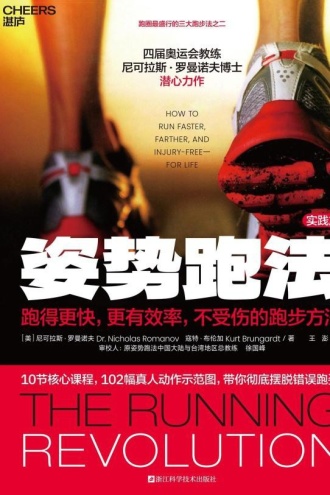 CHEERS
湛庐
跑圈最盛行的三大跑步法之二
四届奥运会教练
尼可拉斯·罗曼诺夫博士
潜心力作
HOW TO
RUN FASTER,
FARTHER, AND
INJURY-FREE—
FOR LIFE
实践
姿势跑法
跑得更快，更有效率，不受伤的跑步方法
[美] 尼可拉斯·罗曼诺夫 Dr. Nicholas Romanov 寇特·布伦加 Kurt Brungardt ◎ 著 王澎
审校人：原姿势跑法中国大陆与台湾地区总教练 徐国峰
10节核心课程，102幅真人动作示范图，带你彻底摆脱错误跑
THE RUNNING
REVOLUTION
浙江科学技术出版社